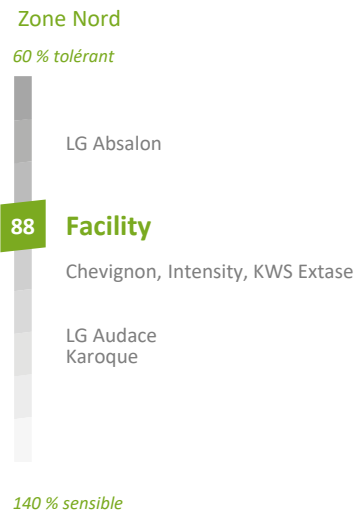 Zone Nord
60 % tolérant
LG Absalon
88 Facility
Chevignon, Intensity, KWS Extase
LG Audace
Karoque
140 % sensible